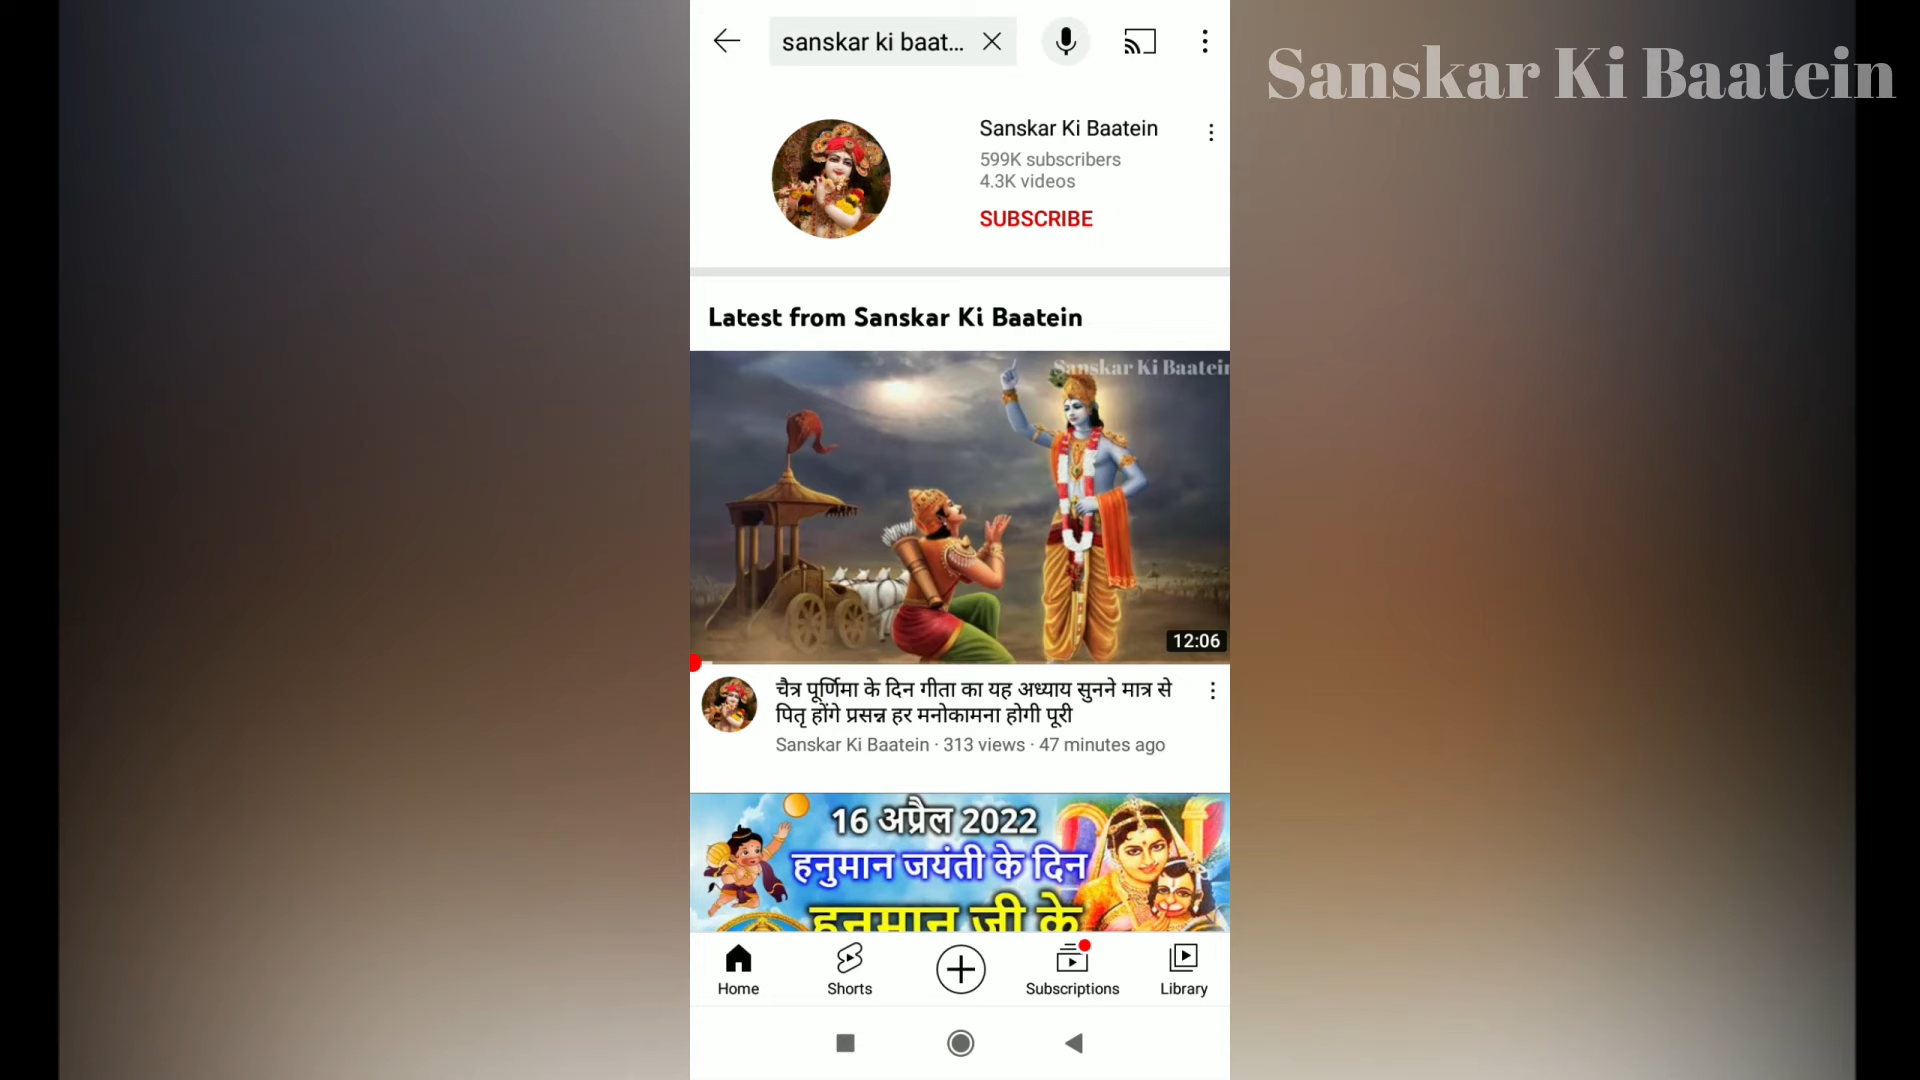 sanskar ki baat...
Sanskar Ki Baatein
Sanskar Ki Baatein
599K subscribers
4.3K videos
SUBSCRIBE
Latest from Sanskar Ki Baatein
Sanskar Ki Baatein
12:06
चैत्र पूर्णिमा के दिन गीता का यह अध्याय सुनने मात्र से
पितृ होंगे प्रसन्न हर मनोकामना होगी पूरी
Sanskar Ki Baatein · 313 views · 47 minutes ago
16 अप्रैल 2022
हनुमान जयंती के दिन
हनुमान जी के
Home
Shorts
Subscriptions
Library